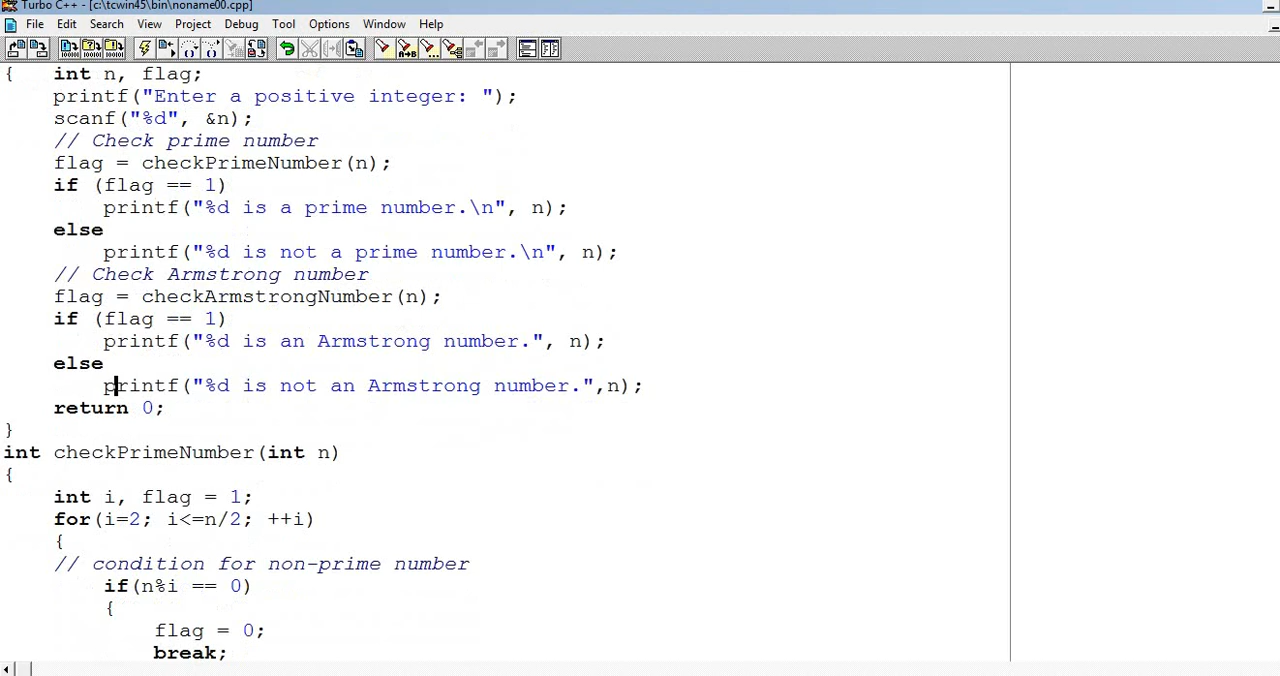 Turbo C++ - [c:\tcwin45\bin\noname00.cpp]
File Edit Search View Project Debug Tool Options Window Help
{   int n, flag;
    printf("Enter a positive integer: ");
    scanf("%d", &n);
    // Check prime number
    flag = checkPrimeNumber(n);
    if (flag == 1)
        printf("%d is a prime number.\n", n);
    else
        printf("%d is not a prime number.\n", n);
    // Check Armstrong number
    flag = checkArmstrongNumber(n);
    if (flag == 1)
        printf("%d is an Armstrong number.", n);
    else
        printf("%d is not an Armstrong number.",n);
    return 0;
}
int checkPrimeNumber(int n)
{
    int i, flag = 1;
    for(i=2; i<=n/2; ++i)
    {
    // condition for non-prime number
        if(n%i == 0)
        {
            flag = 0;
            break;